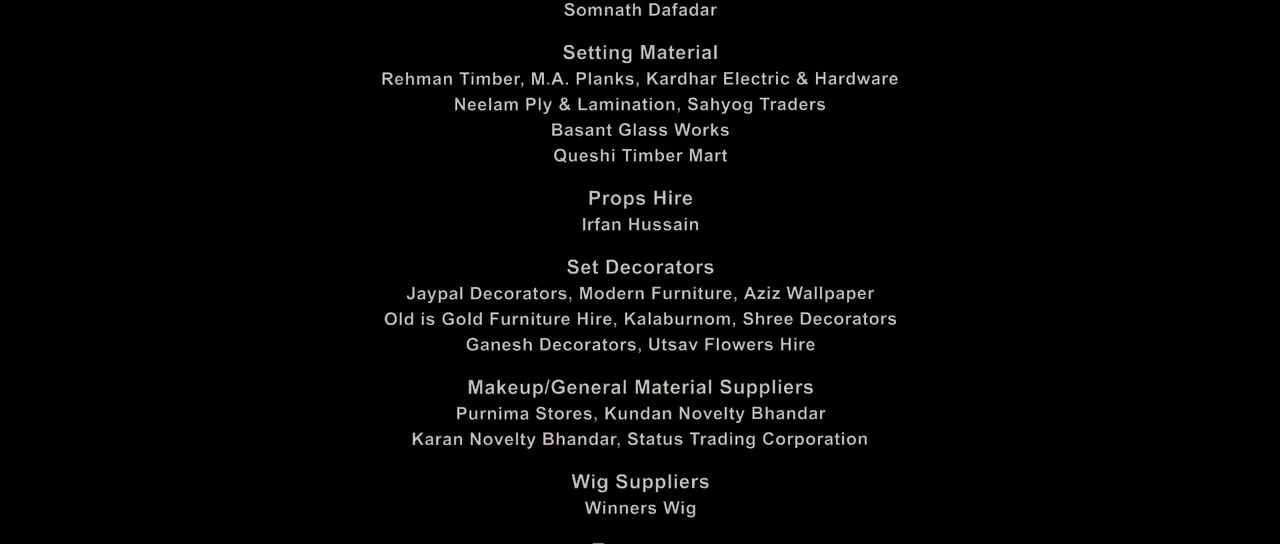 Somnath Dafadar
Setting Material
Rehman Timber, M.A. Planks, Kardhar Electric & Hardware
Neelam Ply & Lamination, Sahyog Traders
Basant Glass Works
Queshi Timber Mart
Props Hire
Irfan Hussain
Set Decorators
Jaypal Decorators, Modern Furniture, Aziz Wallpaper
Old is Gold Furniture Hire, Kalaburnom, Shree Decorators
Ganesh Decorators, Utsav Flowers Hire
Makeup/General Material Suppliers
Purnima Stores, Kundan Novelty Bhandar
Karan Novelty Bhandar, Status Trading Corporation
Wig Suppliers
Winners Wig